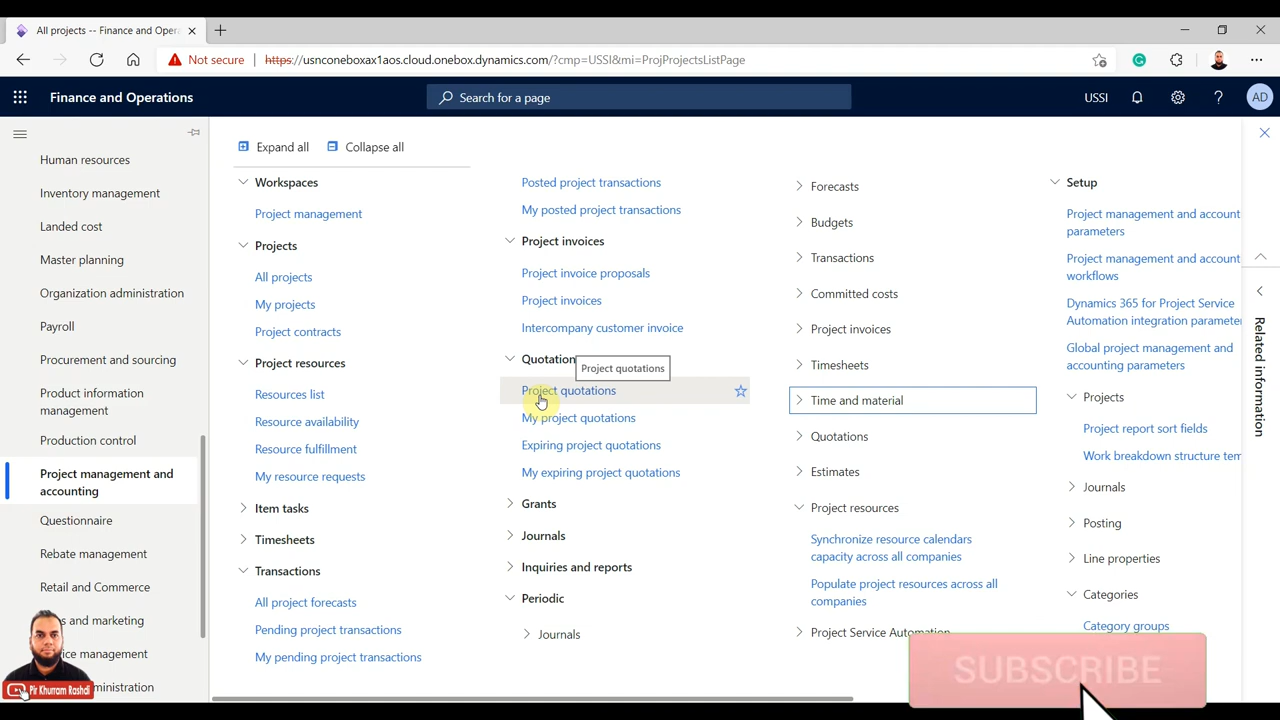 All projects -- Finance and Oper
Not secure
https://usnconeboxax1aos.cloud.onebox.dynamics.com/?cmp=USSI&mi=ProjProjectsListPage
Finance and Operations
Search for a page
USSI
AD
Human resources
Inventory management
Landed cost
Master planning
Organization administration
Payroll
Procurement and sourcing
Product information
management
Production control
Project management and
accounting
Questionnaire
Rebate management
Retail and Commerce
s and marketing
vice management
ministration
Pir Khurram Rashdi
Expand all
Collapse all
Workspaces
Project management
Projects
All projects
My projects
Project contracts
Project resources
Resources list
Resource availability
Resource fulfillment
My resource requests
Item tasks
Timesheets
Transactions
All project forecasts
Pending project transactions
My pending project transactions
Posted project transactions
My posted project transactions
Project invoices
Project invoice proposals
Project invoices
Intercompany customer invoice
Quotation
Project quotations
Project quotations
My project quotations
Expiring project quotations
My expiring project quotations
Grants
Journals
Inquiries and reports
Periodic
Journals
Forecasts
Budgets
Transactions
Committed costs
Project invoices
Timesheets
Time and material
Quotations
Estimates
Project resources
Synchronize resource calendars
capacity across all companies
Populate project resources across all
companies
Project Service Automation
Setup
Project management and account
parameters
Project management and account
workflows
Dynamics 365 for Project Service
Automation integration paramete
Global project management and
accounting parameters
Projects
Project report sort fields
Work breakdown structure tem
Journals
Posting
Line properties
Categories
Category groups
Related information
SUBSCRIBE